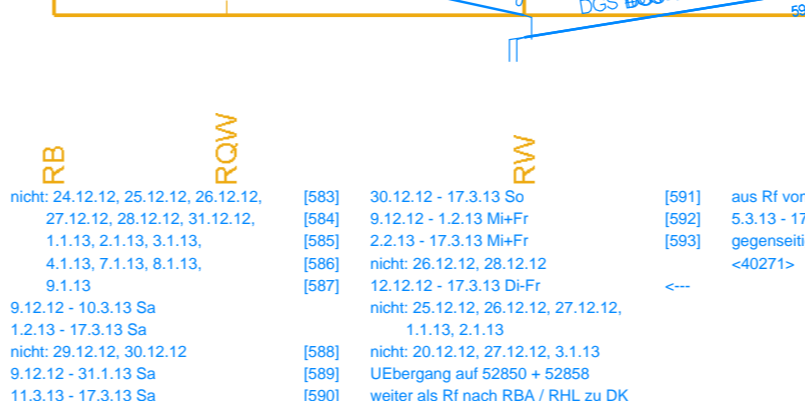 DGS
59
RB
RQW
RW
nicht: 24.12.12, 25.12.12, 26.12.12,
27.12.12, 28.12.12, 31.12.12,
1.1.13, 2.1.13, 3.1.13,
4.1.13, 7.1.13, 8.1.13,
9.1.13
9.12.12 - 10.3.13 Sa
1.2.13 - 17.3.13 Sa
nicht: 29.12.12, 30.12.12
9.12.12 - 31.1.13 Sa
11.3.13 - 17.3.13 Sa
[583] 30.12.12 - 17.3.13 So
[584] 9.12.12 - 1.2.13 Mi+Fr
[585] 2.2.13 - 17.3.13 Mi+Fr
[586] nicht: 26.12.12, 28.12.12
[587] 12.12.12 - 17.3.13 Di-Fr
nicht: 25.12.12, 26.12.12, 27.12.12,
1.1.13, 2.1.13
[588] nicht: 20.12.12, 27.12.12, 3.1.13
[589] UEbergang auf 52850 + 52858
[590] weiter als Rf nach RBA / RHL zu DK
[591] aus Rf von
[592] 5.3.13 - 17
[593] gegenseiti
<40271>
<---